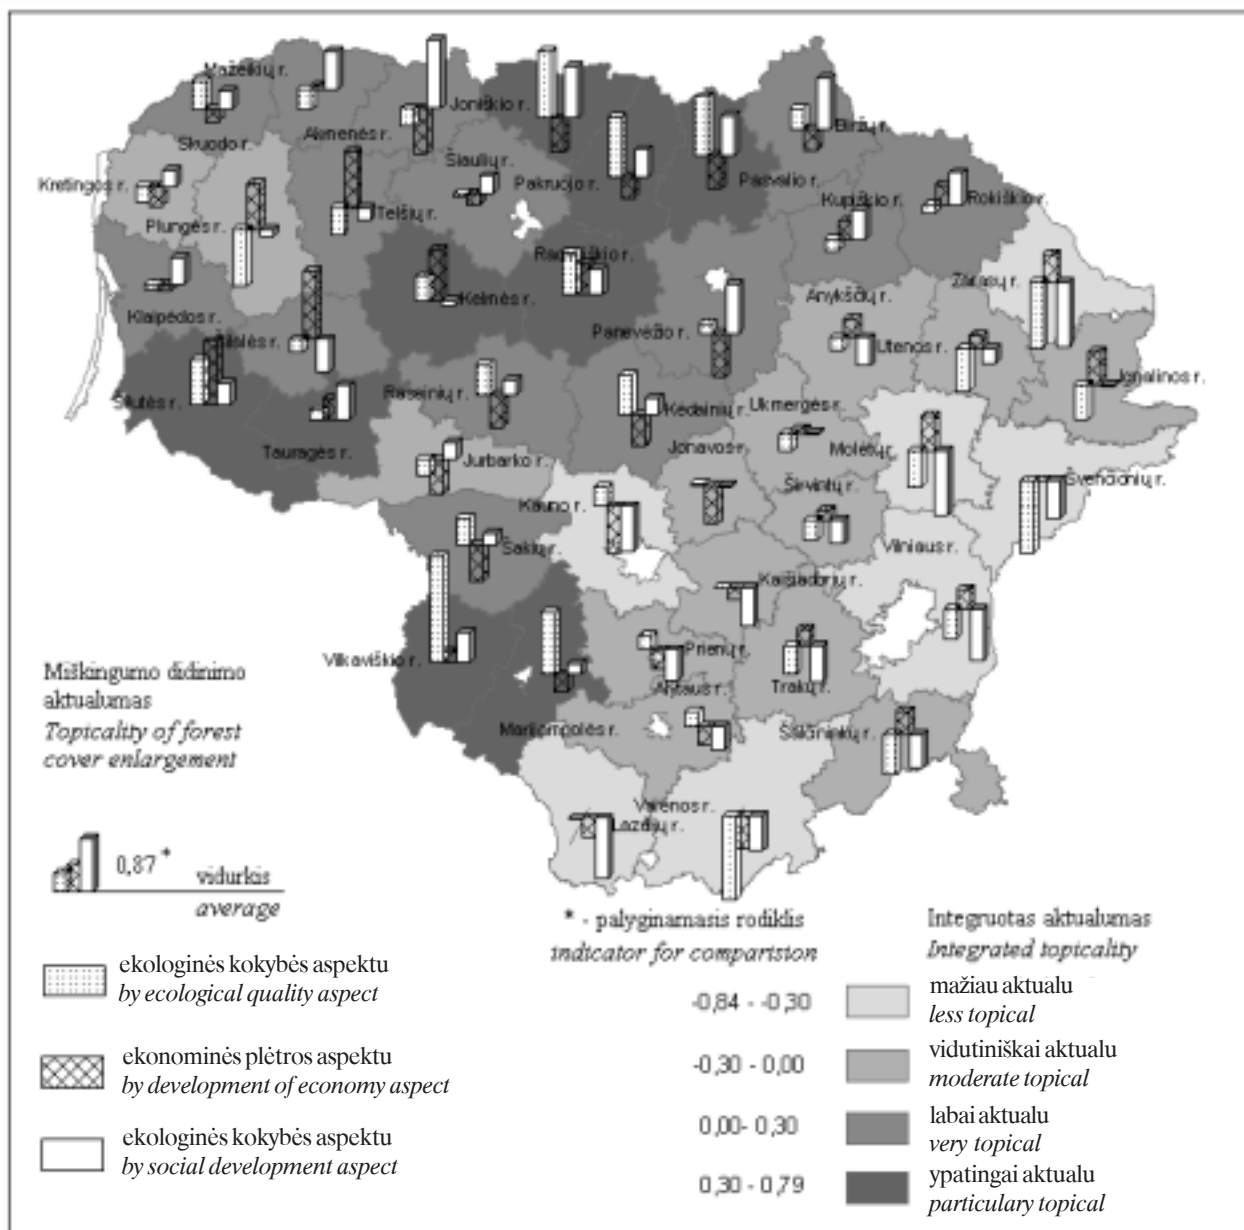 Mažeikių r.
Skuodo r.
Akmenės r.
Joniškio r.
Šiaulių r.
Pakruojo r.
Pasvalio r.
Biržų r.
Kupiškio r.
Rokiškio r.
Kretingos r.
Plungės r.
Telšių r.
Radviliškio r.
Kelmės r.
Klaipėdos r.
Šilalės r.
Panevėžio r.
Anykščių r.
Zarasų r.
Utenos r.
Ignalinos r.
Šilutės r.
Tauragės r.
Raseinių r.
Kėdainių r.
Ukmergės r.
Jonavos r.
Molėtų r.
Jurbarko r.
Kauno r.
Širvintų r.
Švenčionių r.
Vilniaus r.
Šakių r.
Kaišiadorių r.
Vilkaviškio r.
Prienų r.
Alytaus r.
Trakų r.
Marijampolės r.
Šalčininkų r.
Varėnos r.
Lazdijų r.
Miškingumo didinimo
aktualumas
Topicality of forest
cover enlargement
0,87 *
vidurkis
average
ekologinės kokybės aspektu
by ecological quality aspect
ekonominės plėtros aspektu
by development of economy aspect
ekologinės kokybės aspektu
by social development aspect
* - palyginamasis rodiklis
indicator for comparision
Integruotas aktualumas
Integrated topicality
-0,84 - -0,30
mažiau aktualu
less topical
-0,30 - 0,00
vidutiniškai aktualu
moderate topical
0,00- 0,30
labai aktualu
very topical
0,30 - 0,79
ypatingai aktualu
particulary topical